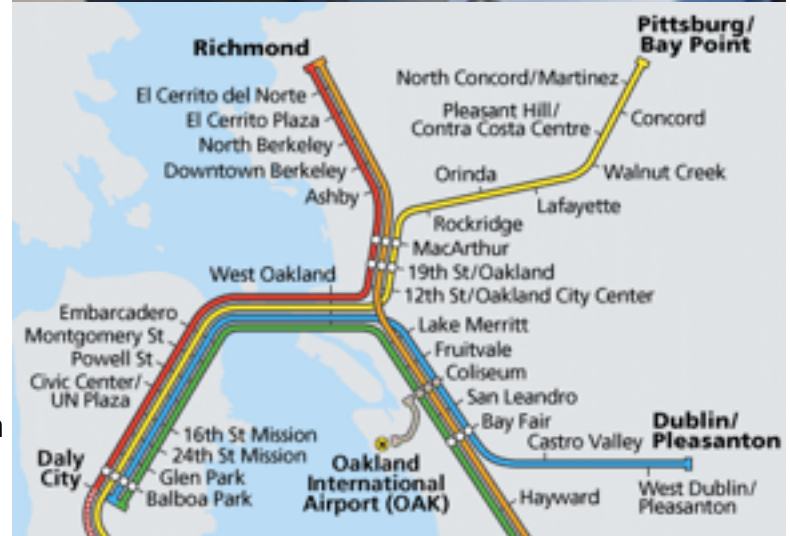 Richmond
El Cerrito del Norte
El Cerrito Plaza
North Berkeley
Downtown Berkeley
Ashby
Pittsburg/
Bay Point
North Concord/Martinez
Concord
Pleasant Hill/
Contra Costa Centre
Walnut Creek
Orinda
Lafayette
Rockridge
MacArthur
19th St/Oakland
12th St/Oakland City Center
West Oakland
Embarcadero
Montgomery St
Powell St
Civic Center/
UN Plaza
16th St Mission
24th St Mission
Glen Park
Balboa Park
Daly
City
Lake Merritt
Fruitvale
Coliseum
San Leandro
Bay Fair
Castro Valley
Dublin/
Pleasanton
West Dublin/
Pleasanton
Hayward
Oakland
International
Airport (OAK)